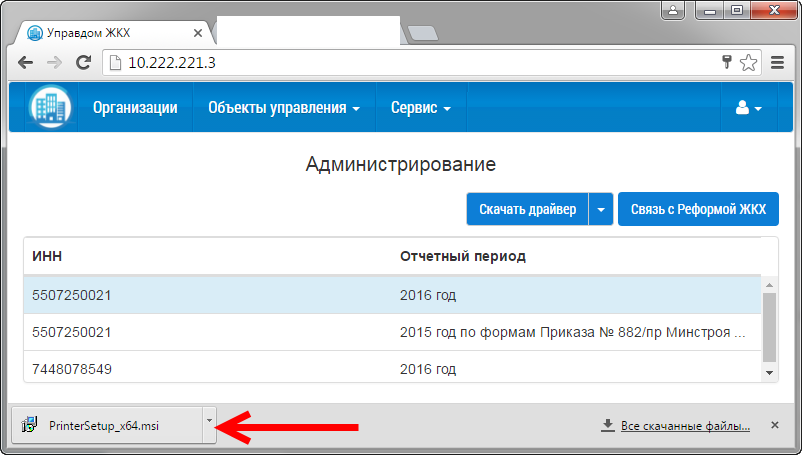 Управдом ЖКХ
10.222.221.3
Организации Объекты управления Сервис
Администрирование
Скачать драйвер Связь с Реформой ЖКХ
ИНН Отчетный период
5507250021 2016 год
5507250021 2015 год по формам Приказа № 882/пр Минстроя ...
7448078549 2016 год
PrinterSetup_x64.msi Все скачанные файлы...